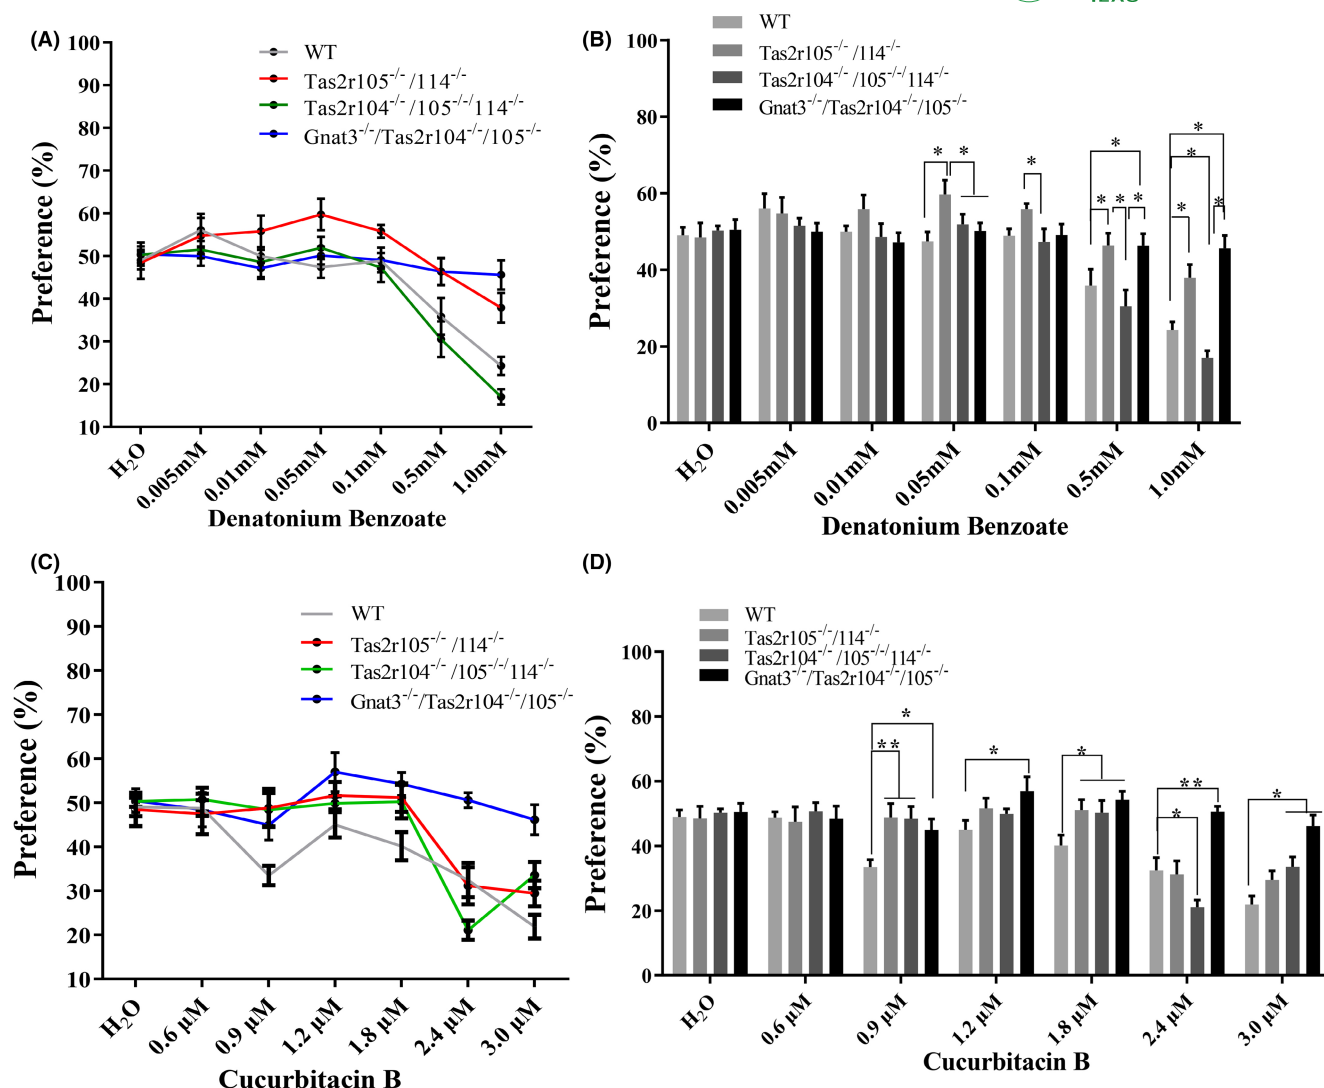 (A)
100
90
80
70
60
50
40
30
20
10
Preference (%)
WT
Tas2r105-/- /114-/-
Tas2r104-/- /105-/-/114-/-
Gnat3-/-/Tas2r104-/-/105-/-
H2O
0.005mM
0.01mM
0.05mM
0.1mM
0.5mM
1.0mM
Denatonium Benzoate
(B)
WT
Tas2r105-/- /114-/-
Tas2r104-/- /105-/-/114-/-
Gnat3-/-/Tas2r104-/-/105-/-
100
80
60
40
20
0
Preference (%)
* *
*
*
* * *
*
*
*
*
H2O
0.005mM
0.01mM
0.05mM
0.1mM
0.5mM
1.0mM
Denatonium Benzoate
(C)
100
90
80
70
60
50
40
30
20
10
Preference (%)
WT
Tas2r105-/- /114-/-
Tas2r104-/- /105-/-/114-/-
Gnat3-/-/Tas2r104-/-/105-/-
H2O
0.6 μM
0.9 μM
1.2 μM
1.8 μM
2.4 μM
3.0 μM
Cucurbitacin B
(D)
WT
Tas2r105-/-/114-/-
Tas2r104-/- /105-/-/114-/-
Gnat3-/-/Tas2r104-/-/105-/-
100
80
60
40
20
0
Preference (%)
*
**
*
*
**
*
*
H2O
0.6 μM
0.9 μM
1.2 μM
1.8 μM
2.4 μM
3.0 μM
Cucurbitacin B